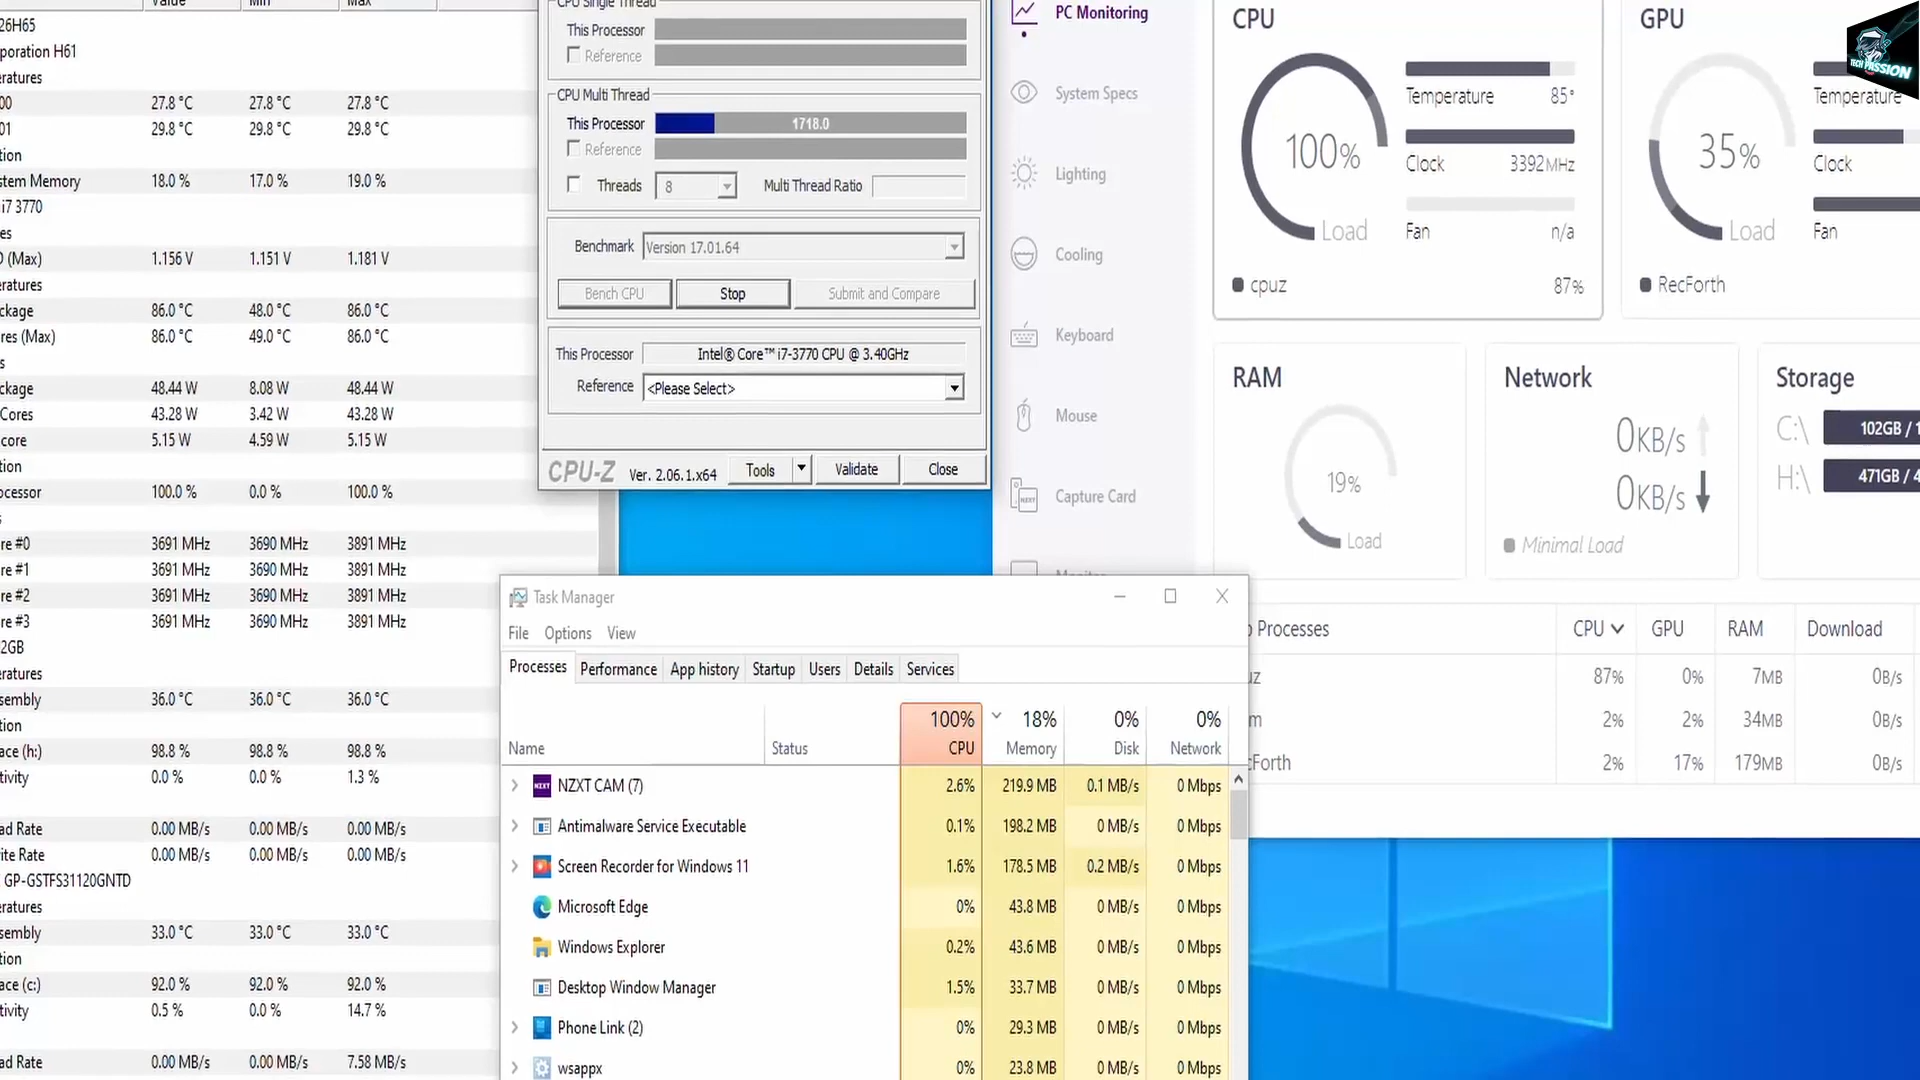 Value Min Max
26H65
poration H61
eratures
00 27.8 °C 27.8 °C 27.8 °C
01 29.8 °C 29.8 °C 29.8 °C
tion
stem Memory 18.0 % 17.0 % 19.0 %
i7 3770
es
D (Max) 1.156 V 1.151 V 1.181 V
eratures
ckage 86.0 °C 48.0 °C 86.0 °C
res (Max) 86.0 °C 49.0 °C 86.0 °C
s
ckage 48.44 W 8.08 W 48.44 W
Cores 43.28 W 3.42 W 43.28 W
core 5.15 W 4.59 W 5.15 W
tion
ocessor 100.0 % 0.0 % 100.0 %
s
re #0 3691 MHz 3690 MHz 3891 MHz
re #1 3691 MHz 3690 MHz 3891 MHz
re #2 3691 MHz 3690 MHz 3891 MHz
re #3 3691 MHz 3690 MHz 3891 MHz
2GB
eratures
sembly 36.0 °C 36.0 °C 36.0 °C
tion
ace (h:) 98.8 % 98.8 % 98.8 %
tivity 0.0 % 0.0 % 1.3 %
ad Rate 0.00 MB/s 0.00 MB/s 0.00 MB/s
rite Rate 0.00 MB/s 0.00 MB/s 0.00 MB/s
GP-GSTFS31120GNTD
eratures
sembly 33.0 °C 33.0 °C 33.0 °C
tion
ace (c:) 92.0 % 92.0 % 92.0 %
tivity 0.5 % 0.0 % 14.7 %
ad Rate 0.00 MB/s 0.00 MB/s 7.58 MB/s
CPU Single Thread
This Processor
Reference
CPU Multi Thread
This Processor 1718.0
Reference
Threads 8 Multi Thread Ratio
Benchmark Version 17.01.64
Bench CPU Stop Submit and Compare
This Processor Intel® Core™ i7-3770 CPU @ 3.40GHz
Reference <Please Select>
CPU-Z Ver. 2.06.1.x64 Tools Validate Close
PC Monitoring
System Specs
Lighting
Cooling
Keyboard
Mouse
Capture Card
Monitor
CPU
100%
Load
Temperature 85°
Clock 3392MHz
Fan n/a
cpuz 87%
GPU
35%
Load
Temperature
Clock
Fan
RecForth
TECH PASSION
RAM
19%
Load
Network
0KB/s
0KB/s
Minimal Load
Storage
C:\ 102GB / 1
H:\ 471GB / 4
p Processes CPU GPU RAM Download
uz 87% 0% 7MB 0B/s
m 2% 2% 34MB 0B/s
cForth 2% 17% 179MB 0B/s
Task Manager
File Options View
Processes Performance App history Startup Users Details Services
100% 18% 0% 0%
Name Status CPU Memory Disk Network
NZXT CAM (7) 2.6% 219.9 MB 0.1 MB/s 0 Mbps
Antimalware Service Executable 0.1% 198.2 MB 0 MB/s 0 Mbps
Screen Recorder for Windows 11 1.6% 178.5 MB 0.2 MB/s 0 Mbps
Microsoft Edge 0% 43.8 MB 0 MB/s 0 Mbps
Windows Explorer 0.2% 43.6 MB 0 MB/s 0 Mbps
Desktop Window Manager 1.5% 33.7 MB 0 MB/s 0 Mbps
Phone Link (2) 0% 29.3 MB 0 MB/s 0 Mbps
wsappx 0% 23.8 MB 0 MB/s 0 Mbps